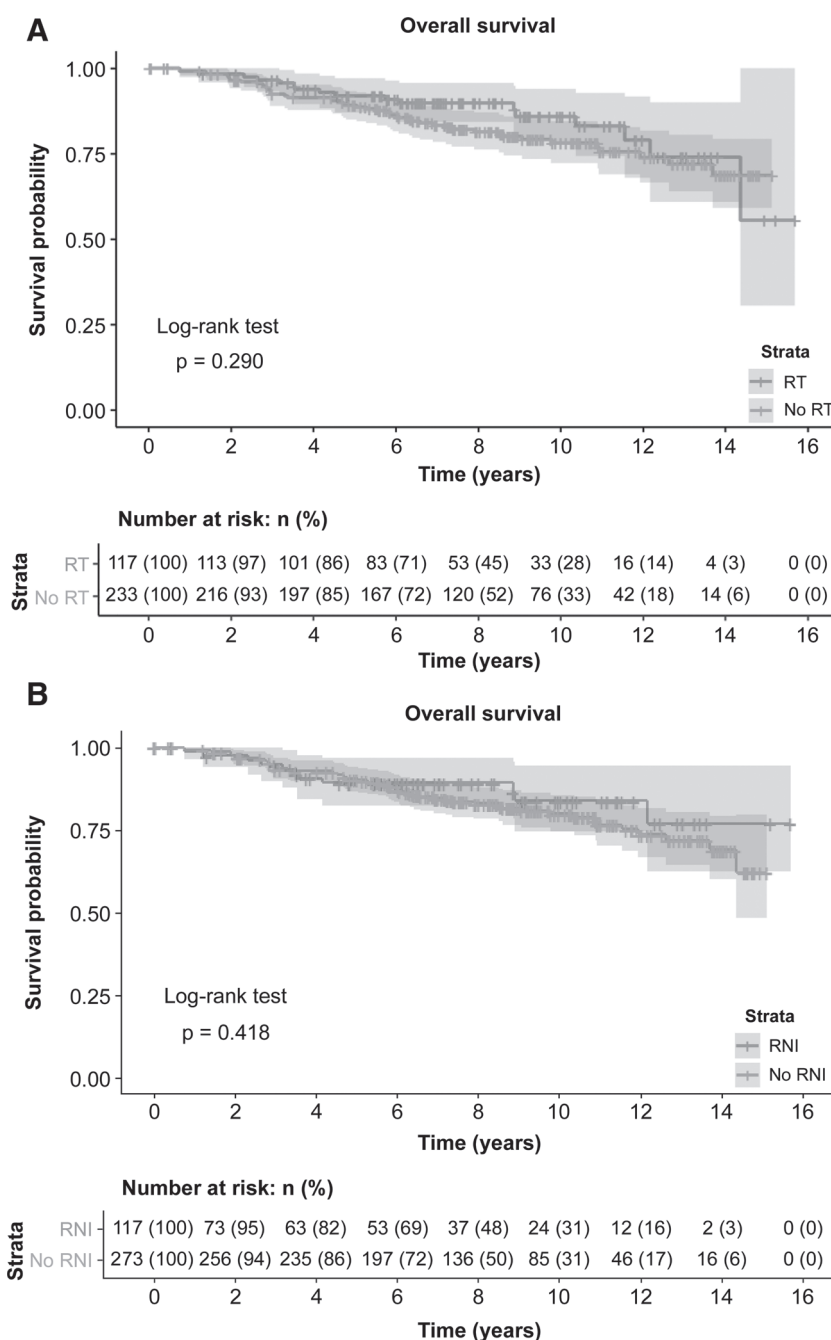 A
Overall survival
1.00
0.75
0.50
0.25
0.00
Survival probability
Log-rank test
p = 0.290
Strata
RT
No RT
0 2 4 6 8 10 12 14 16
Time (years)
Number at risk: n (%)
Strata
RT 117 (100) 113 (97) 101 (86) 83 (71) 53 (45) 33 (28) 16 (14) 4 (3) 0 (0)
No RT 233 (100) 216 (93) 197 (85) 167 (72) 120 (52) 76 (33) 42 (18) 14 (6) 0 (0)
0 2 4 6 8 10 12 14 16
Time (years)
B
Overall survival
1.00
0.75
0.50
0.25
0.00
Survival probability
Log-rank test
p = 0.418
Strata
RNI
No RNI
0 2 4 6 8 10 12 14 16
Time (years)
Number at risk: n (%)
Strata
RNI 117 (100) 73 (95) 63 (82) 53 (69) 37 (48) 24 (31) 12 (16) 2 (3) 0 (0)
No RNI 273 (100) 256 (94) 235 (86) 197 (72) 136 (50) 85 (31) 46 (17) 16 (6) 0 (0)
0 2 4 6 8 10 12 14 16
Time (years)